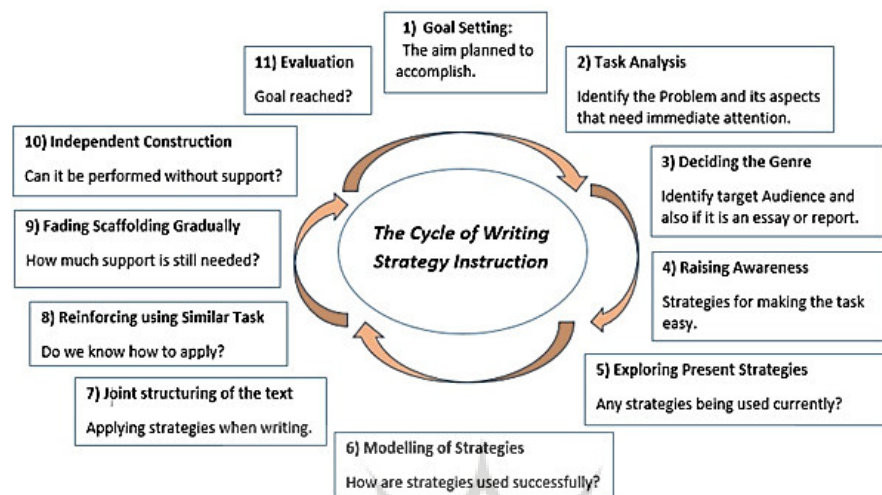 1) Goal Setting:
The aim planned to
accomplish.
2) Task Analysis
Identify the Problem and its aspects
that need immediate attention.
3) Deciding the Genre
Identify target Audience and
also if it is an essay or report.
4) Raising Awareness
Strategies for making the task
easy.
5) Exploring Present Strategies
Any strategies being used currently?
6) Modelling of Strategies
How are strategies used successfully?
7) Joint structuring of the text
Applying strategies when writing.
8) Reinforcing using Similar Task
Do we know how to apply?
9) Fading Scaffolding Gradually
How much support is still needed?
10) Independent Construction
Can it be performed without support?
11) Evaluation
Goal reached?
The Cycle of Writing
Strategy Instruction